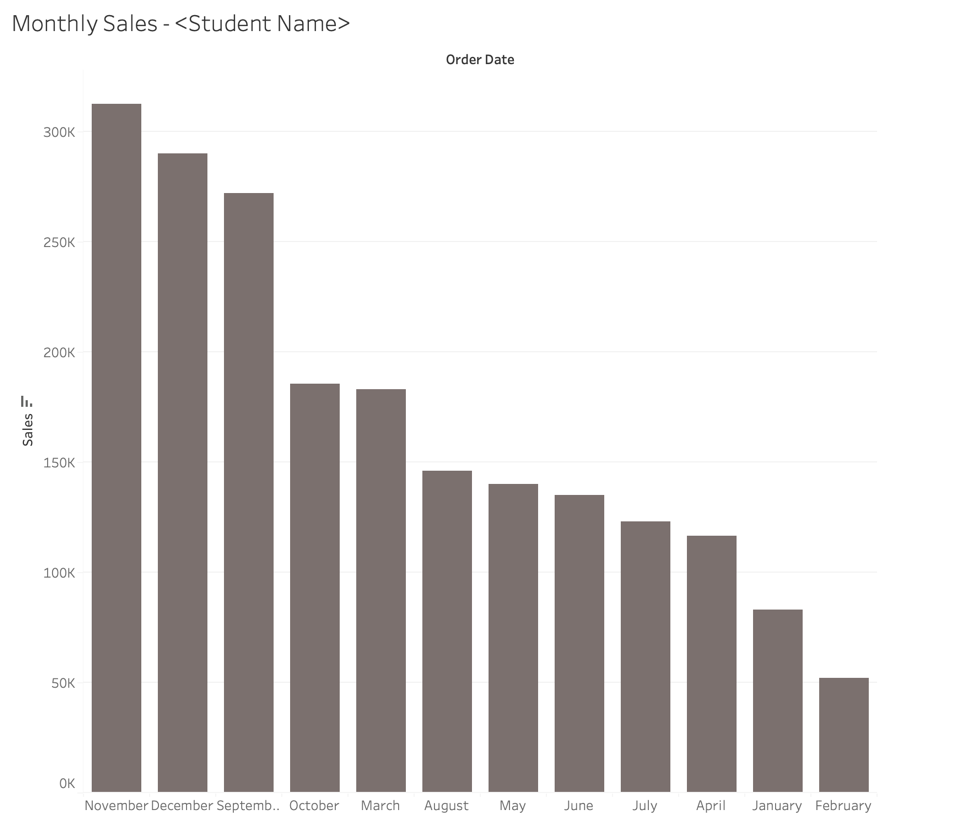 Monthly Sales - <Student Name>
Order Date
300K
250K
200K
150K
100K
50K
0K
Sales
November December Septemb.. October March August May June July April January February